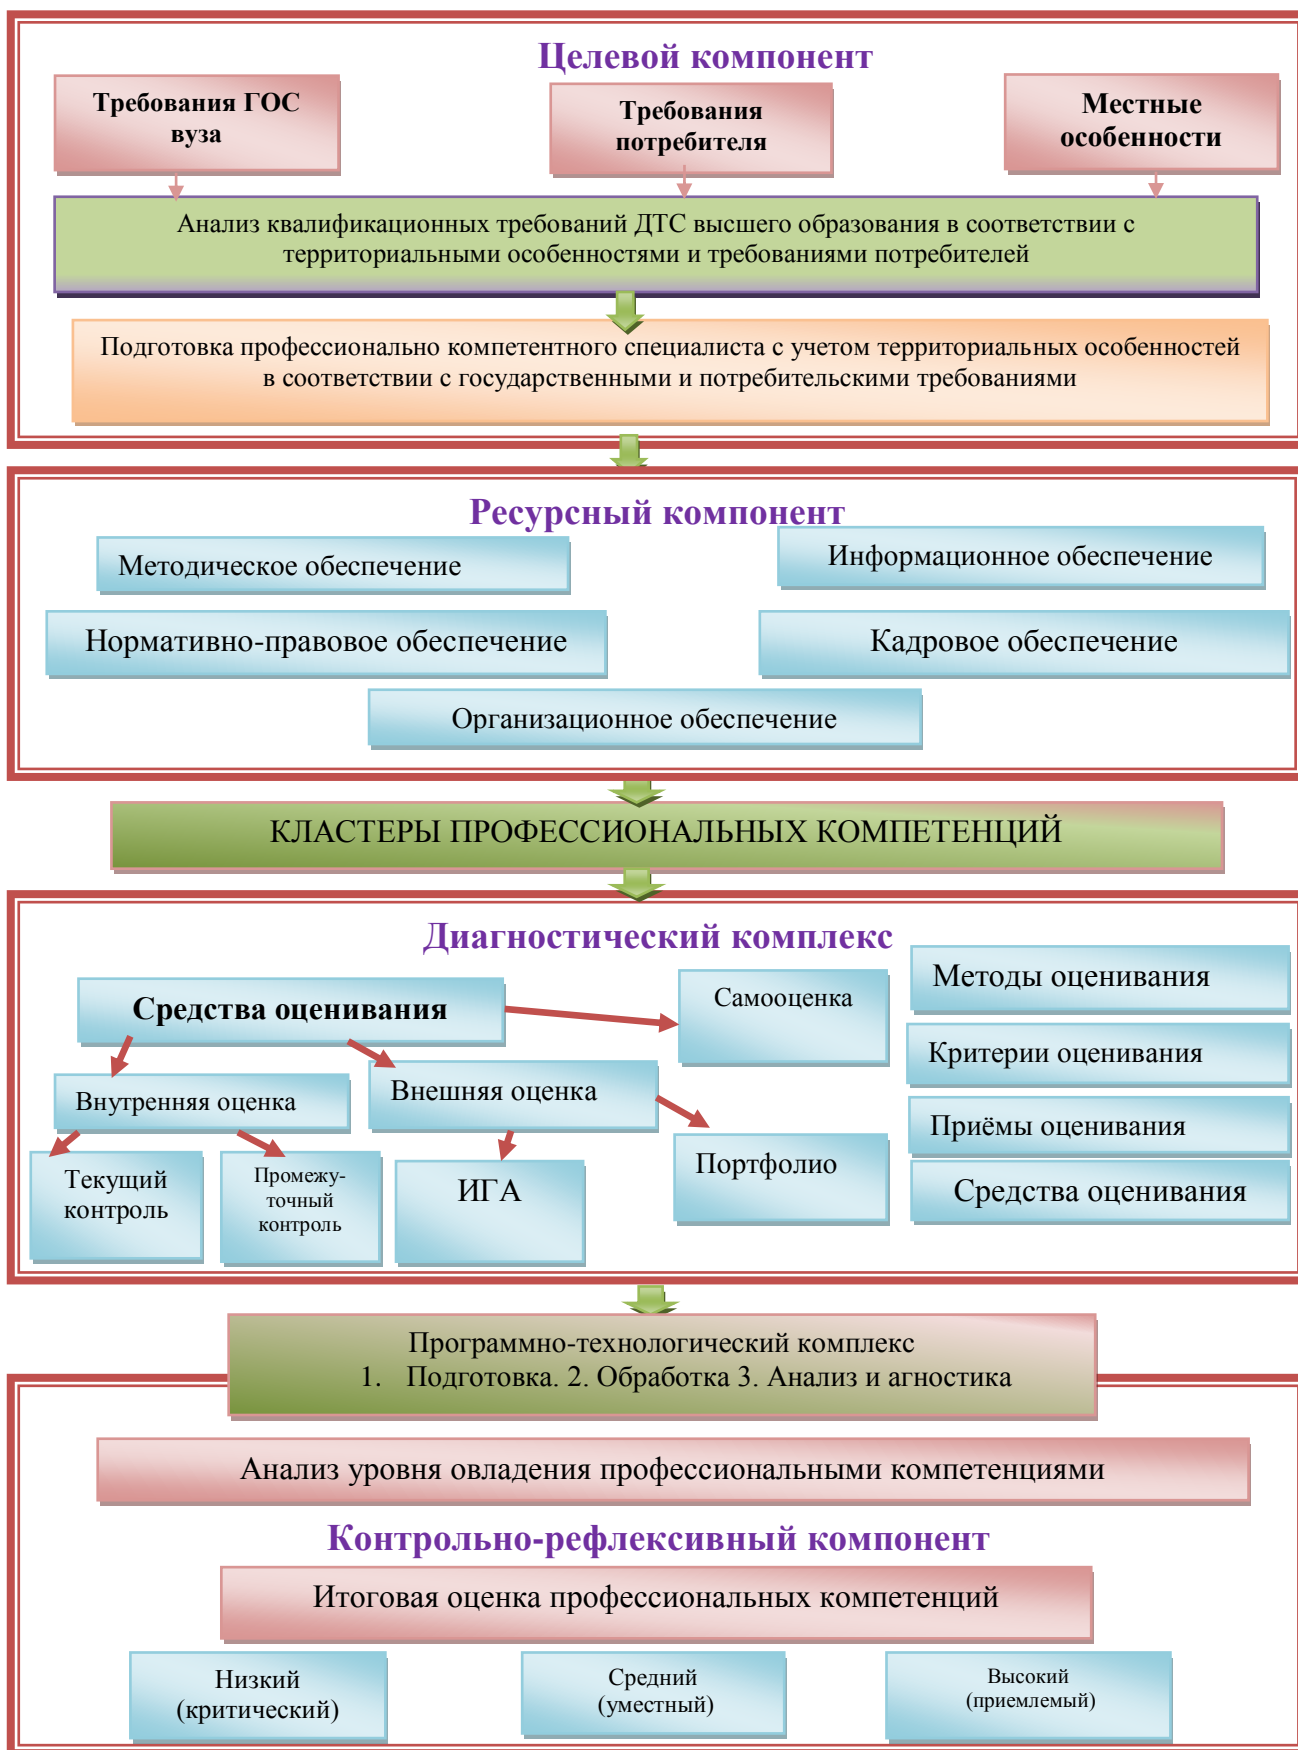 Целевой компонент
Требования ГОС
вуза
Требования
потребителя
Местные
особенности
Анализ квалификационных требований ДТС высшего образования в соответствии с
территориальными особенностями и требованиями потребителей
Подготовка профессионально компетентного специалиста с учетом территориальных особенностей
в соответствии с государственными и потребительскими требованиями
Ресурсный компонент
Методическое обеспечение
Информационное обеспечение
Нормативно-правовое обеспечение
Кадровое обеспечение
Организационное обеспечение
КЛАСТЕРЫ ПРОФЕССИОНАЛЬНЫХ КОМПЕТЕНЦИЙ
Диагностический комплекс
Средства оценивания
Самооценка
Методы оценивания
Критерии оценивания
Внутренняя оценка
Внешняя оценка
Приёмы оценивания
Текущий
контроль
Промежу-
точный
контроль
ИГА
Портфолио
Средства оценивания
Программно-технологический комплекс
1. Подготовка. 2. Обработка 3. Анализ и агностика
Анализ уровня овладения профессиональными компетенциями
Контрольно-рефлексивный компонент
Итоговая оценка профессиональных компетенций
Низкий
(критический)
Средний
(уместный)
Высокий
(приемлемый)